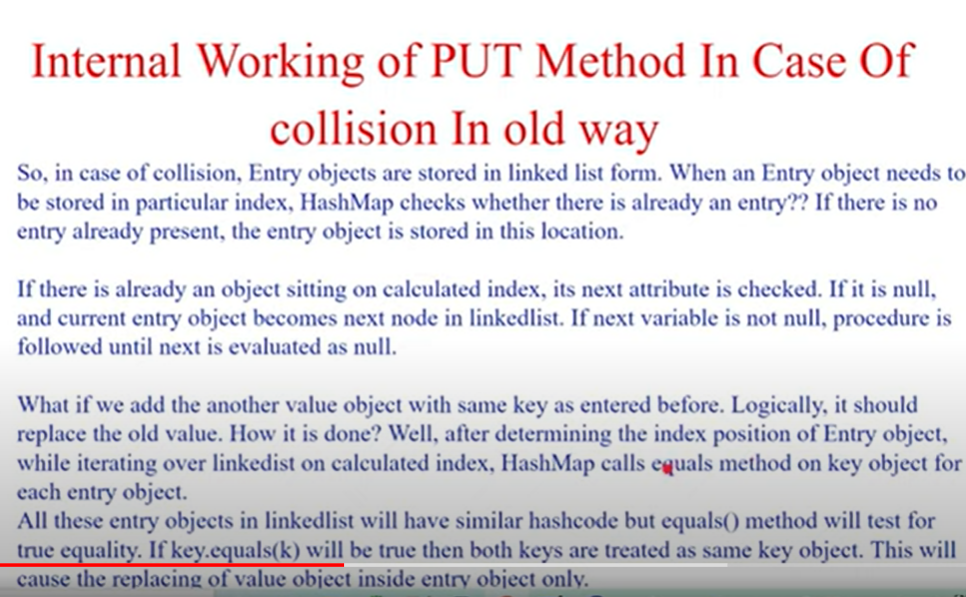 Internal Working of PUT Method In Case Of
collision In old way
So, in case of collision, Entry objects are stored in linked list form. When an Entry object needs to
be stored in particular index, HashMap checks whether there is already an entry?? If there is no
entry already present, the entry object is stored in this location.
If there is already an object sitting on calculated index, its next attribute is checked. If it is null,
and current entry object becomes next node in linkedlist. If next variable is not null, procedure is
followed until next is evaluated as null.
What if we add the another value object with same key as entered before. Logically, it should
replace the old value. How it is done? Well, after determining the index position of Entry object,
while iterating over linkedist on calculated index, HashMap calls equals method on key object for
each entry object.
All these entry objects in linkedlist will have similar hashcode but equals() method will test for
true equality. If key.equals(k) will be true then both keys are treated as same key object. This will
cause the replacing of value object inside entry object only.